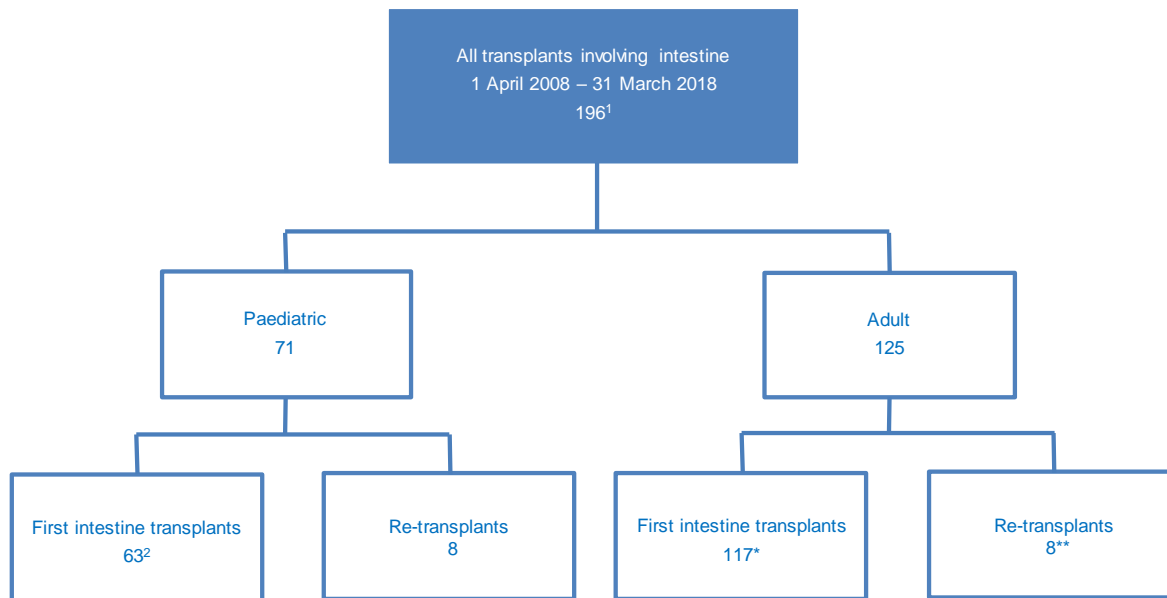 All transplants involving intestine
1 April 2008 – 31 March 2018
196¹
Paediatric
71
Adult
125
First intestine transplants
63²
Re-transplants
8
First intestine transplants
117*
Re-transplants
8**